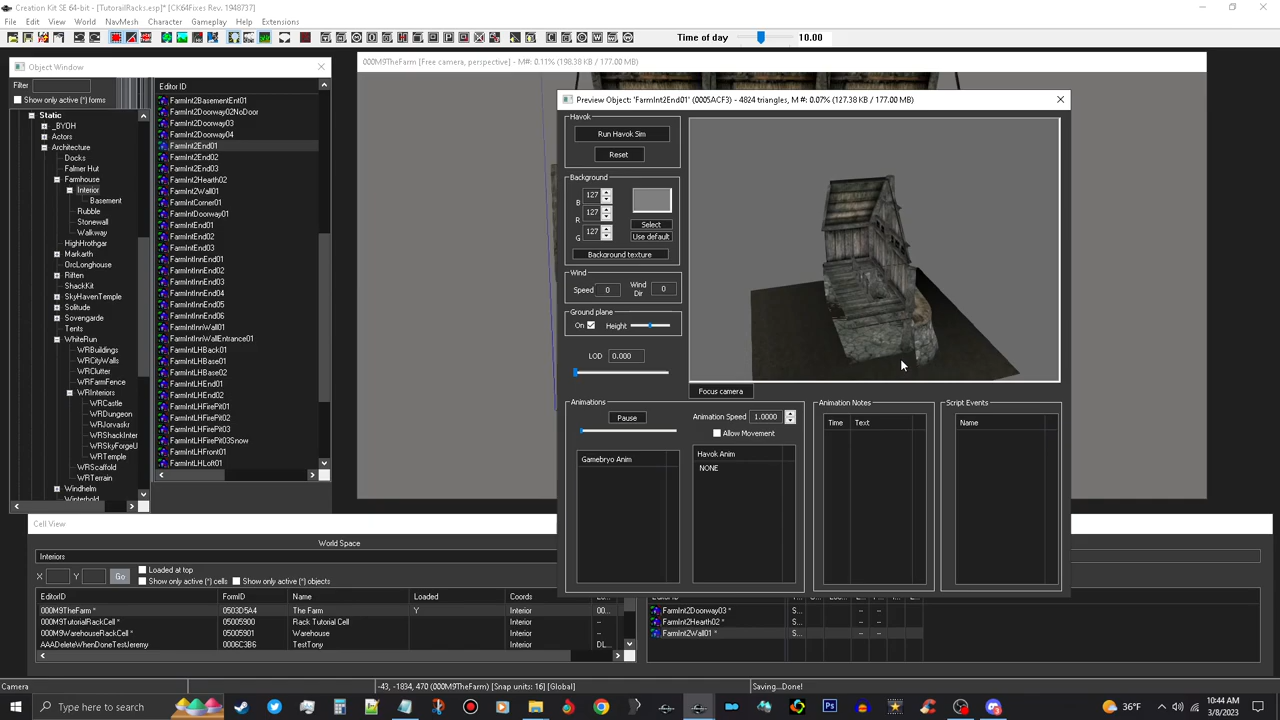 Creation Kit SE 64-bit - [TutorailRacks.esp]* [CK64Fixes Rev. 1948737]
File Edit View World NavMesh Character Gameplay Help Extensions
Time of day 10.00
Object Window
Filter
Show only active (*) forms
Static
_BYOH
Actors
Architecture
Docks
Falmer Hut
Farmhouse
Interior
Basement
Rubble
Stonewall
Walkway
HighHrothgar
Markarth
OrcLonghouse
Riften
ShackKit
SkyHavenTemple
Solitude
Sovengarde
Tents
WhiteRun
WRBuildings
WRCityWalls
WRClutter
WRFarmFence
WRInteriors
WRCastle
WRDungeon
WRJorvaskr
WRShackInter
WRSkyForgeU
WRTemple
WRScaffold
WRTerrain
Windhelm
Winterhold
Editor ID
FarmInt2BasementEnt01
FarmInt2Doorway02NoDoor
FarmInt2Doorway03
FarmInt2Doorway04
FarmInt2End01
FarmInt2End02
FarmInt2End03
FarmInt2Hearth02
FarmInt2Wall01
FarmIntCorner01
FarmIntDoorway01
FarmIntEnd01
FarmIntEnd02
FarmIntEnd03
FarmIntInnEnd01
FarmIntInnEnd02
FarmIntInnEnd03
FarmIntInnEnd04
FarmIntInnEnd05
FarmIntInnEnd06
FarmIntInnWall01
FarmIntInnWallEntrance01
FarmIntLHBack01
FarmIntLHBase01
FarmIntLHBase02
FarmIntLHEnd01
FarmIntLHEnd02
FarmIntLHFirePit01
FarmIntLHFirePit02
FarmIntLHFirePit03
FarmIntLHFirePit03Snow
FarmIntLHFront01
FarmIntLHLoft01
000M9TheFarm [Free camera, perspective] - M#: 0.11% (198.38 KB / 177.00 MB)
Preview Object: 'FarmInt2End01' (0005ACF3) - 4824 triangles, M #: 0.07% (127.38 KB / 177.00 MB)
Havok
Run Havok Sim
Reset
Background
B 127
R 127
G 127
Select
Use default
Background texture
Wind
Speed 0 Wind Dir 0
Ground plane
On Height
LOD 0.000
Focus camera
Animations
Pause
Animation Speed 1.0000
Allow Movement
Gamebryo Anim
Havok Anim
NONE
Animation Notes
Time Text
Script Events
Name
Cell View
World Space
Interiors
X Y Go
Loaded at top
Show only active (*) cells Show only active (*) objects
EditorID FormID Name Loaded Coords Lo...
000M9TheFarm * 0503D5A4 The Farm Y Interior 00...
000M9TutorialRackCell * 05005900 Rack Tutorial Cell Interior --
000M9WarehouseRackCell * 05005901 Warehouse Interior --
AAADeleteWhenDoneTestJeremy 0006C3B6 TestTony Interior DL...
FarmInt2Doorway03 * S... -- --
FarmInt2Hearth02 * S... -- --
FarmInt2Wall01 * S... -- --
Camera -43, -1834, 470 (000M9TheFarm) [Snap units: 16] [Global] Saving...Done!
Type here to search
36°F
10:44 AM
3/8/2023